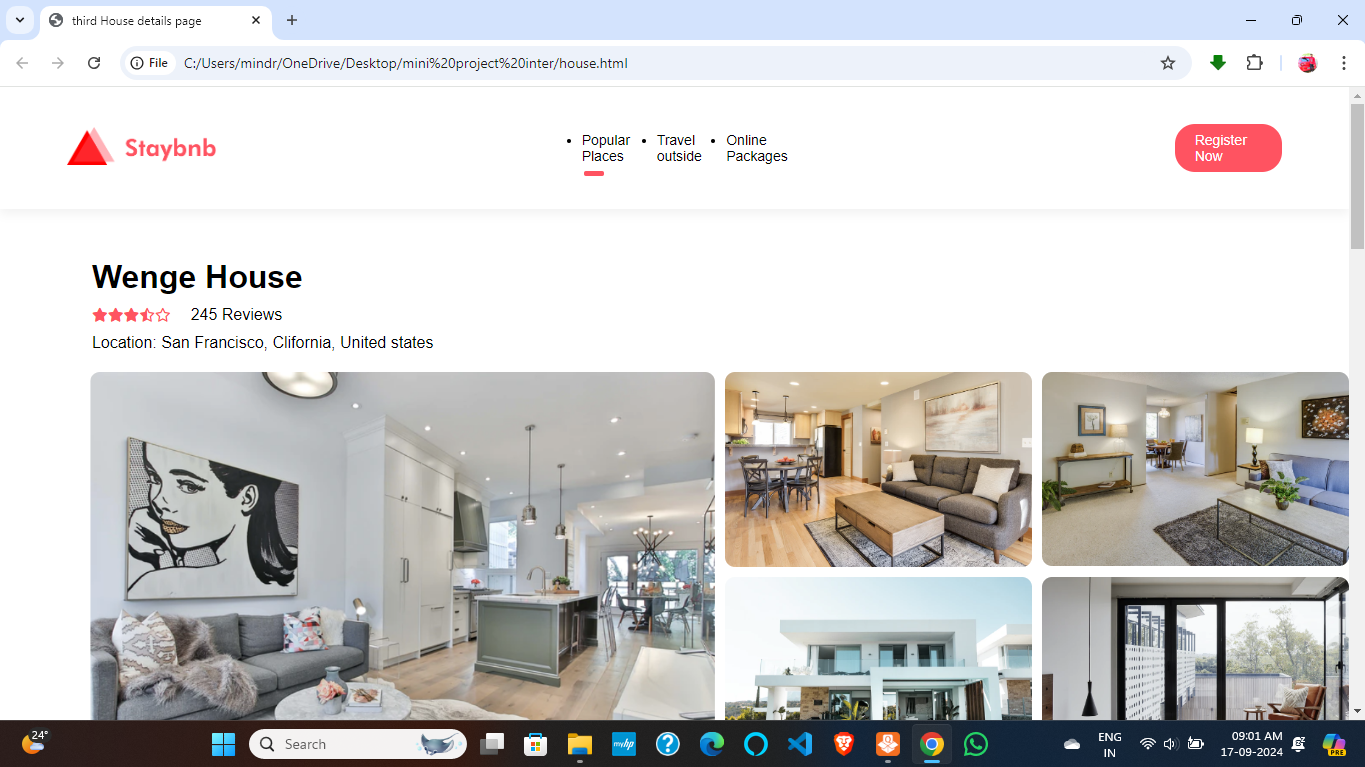 third House details page
File
C:/Users/mindr/OneDrive/Desktop/mini%20project%20inter/house.html
Staybnb
Popular
Places
Travel
outside
Online
Packages
Register
Now
Wenge House
245 Reviews
Location: San Francisco, Clifornia, United states
24°
Search
myhp
ENG
IN
09:01 AM
17-09-2024
PRE